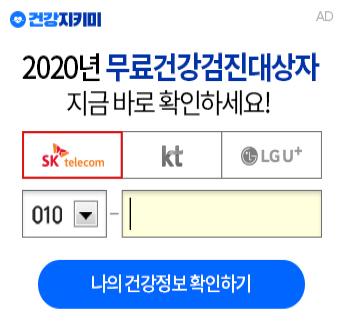 건강지키미
AD
2020년 무료건강검진대상자
지금 바로 확인하세요!
SK telecom
kt
LG U+
010 -
나의 건강정보 확인하기